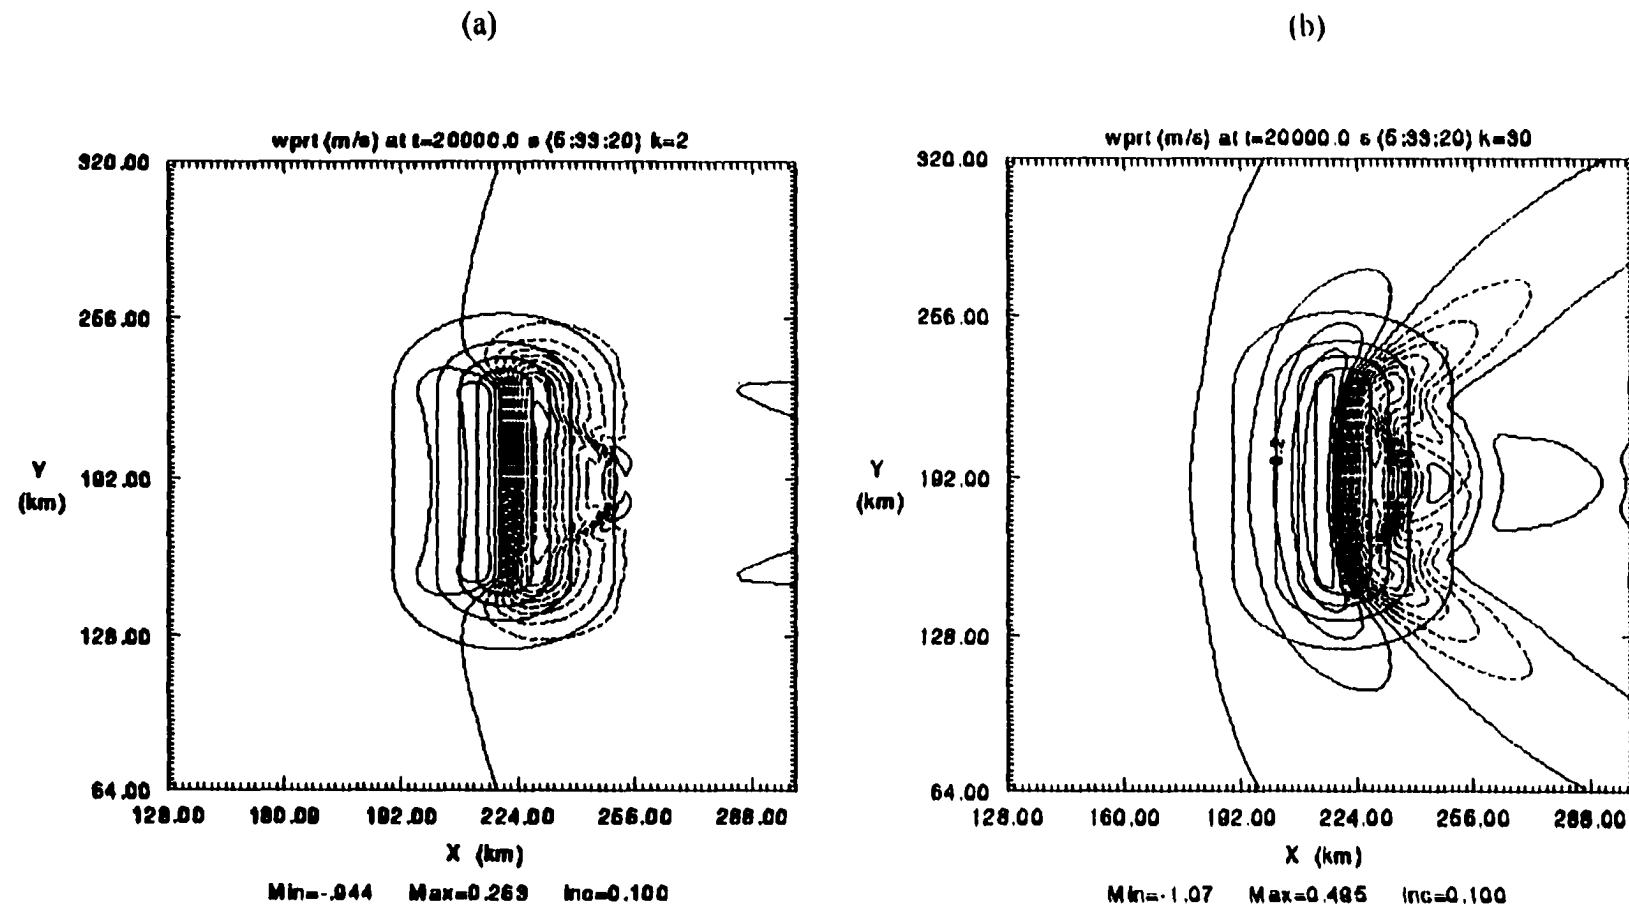 (a)
(b)
wprt (m/s) at t=20000.0 s (5:33:20) k=2
wprt (m/s) at t=20000.0 s (5:33:20) k=30
320.00
256.00
192.00
128.00
64.00
Y
(km)
128.00 160.00 192.00 224.00 256.00 288.00
X (km)
Min=-.944 Max=0.263 Inc=0.100
320.00
256.00
192.00
128.00
64.00
Y
(km)
128.00 160.00 192.00 224.00 256.00 288.00
X (km)
Min=-1.07 Max=0.495 Inc=0.100